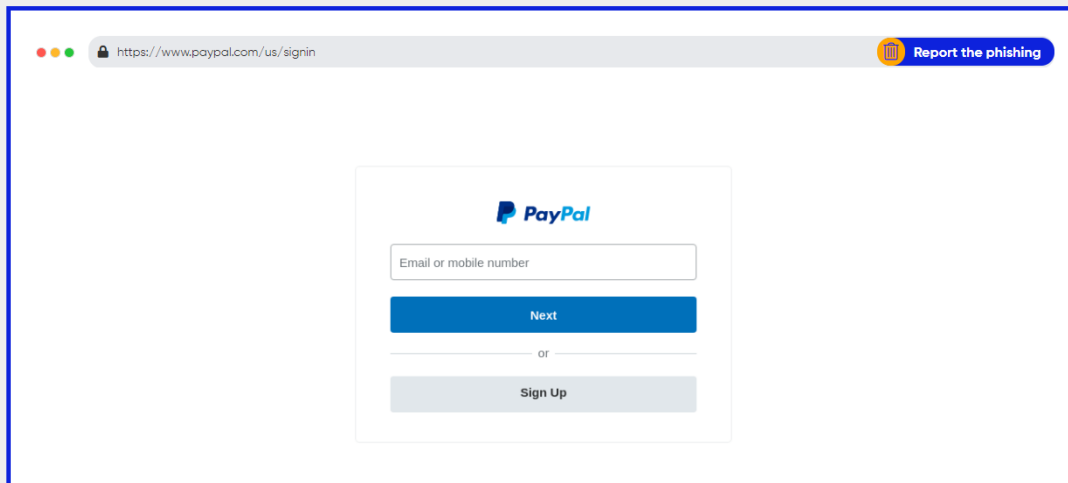 https://www.paypal.com/us/signin
Report the phishing
PayPal
Email or mobile number
Next
or
Sign Up